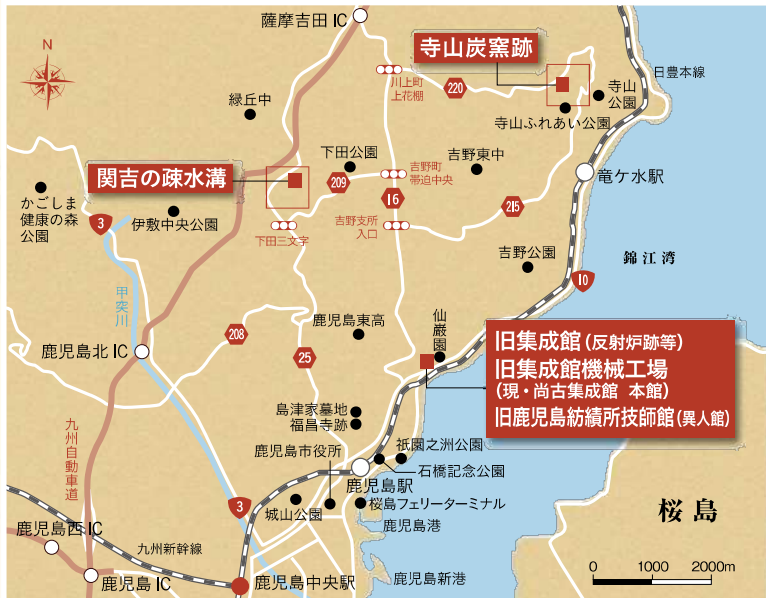 薩摩吉田 IC
N
寺山炭窯跡
川上町
上花棚
220
日豊本線
寺山
公園
寺山ふれあい公園
緑丘中
下田公園
吉野町
帯迫中央
吉野東中
竜ケ水駅
関吉の疎水溝
209
16
215
かごしま
健康の森
公園
3
伊敷中央公園
下田三文字
吉野支所
入口
吉野公園
錦江湾
10
甲突川
仙巌園
208
鹿児島東高
25
鹿児島北 IC
旧集成館(反射炉跡等)
旧集成館機械工場
(現・尚古集成館 本館)
旧鹿児島紡績所技師館(異人館)
島津家墓地
福昌寺跡
九州自動車道
鹿児島市役所
祇園之洲公園
石橋記念公園
鹿児島駅
3
城山公園
桜島フェリーターミナル
桜島
鹿児島港
鹿児島西 IC
九州新幹線
鹿児島 IC
鹿児島中央駅
鹿児島新港
0 1000 2000m